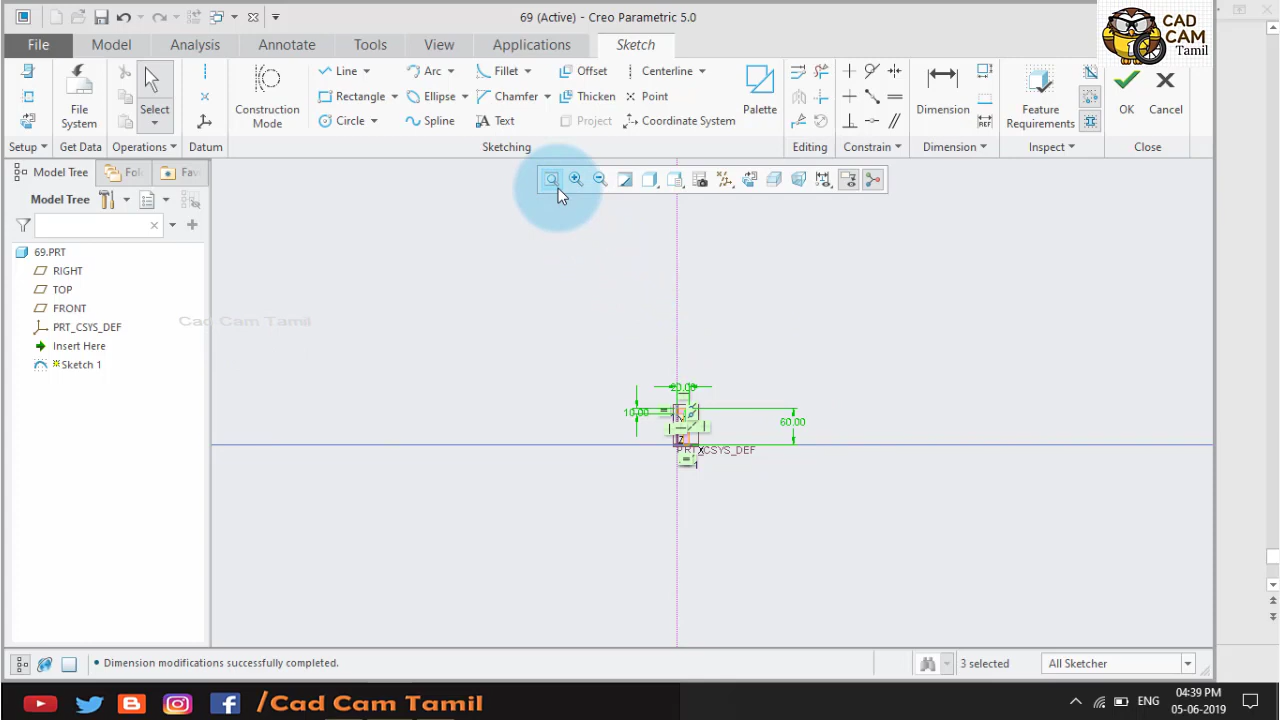 69 (Active) - Creo Parametric 5.0
CAD
CAM
Tamil
File Model Analysis Annotate Tools View Applications Sketch
Line Arc Fillet Offset Centerline
Rectangle Ellipse Chamfer Thicken Point
Circle Spline Text Project Coordinate System
File System
Select
Construction Mode
Palette
Dimension
Feature Requirements
OK
Cancel
Setup Get Data Operations Datum Sketching Editing Constrain Dimension Inspect Close
Model Tree Fol Fav
Model Tree
69.PRT
RIGHT
TOP
FRONT
PRT_CSYS_DEF
Insert Here
Sketch 1
Cad Cam Tamil
20.00
10.00
60.00
PRT_CSYS_DEF
Dimension modifications successfully completed.
3 selected
All Sketcher
/Cad Cam Tamil
ENG
04:39 PM
05-06-2019